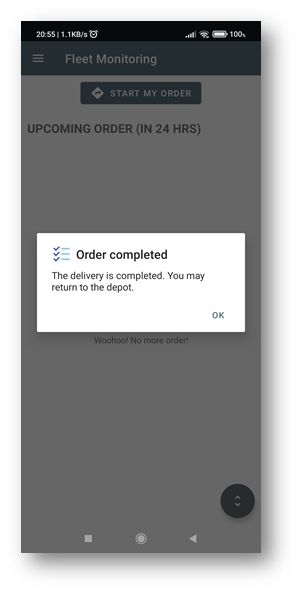 20:55 | 1.1KB/s
100%
Fleet Monitoring
START MY ORDER
UPCOMING ORDER (IN 24 HRS)
Order completed
The delivery is completed. You may
return to the depot.
OK
Woohoo! No more order!